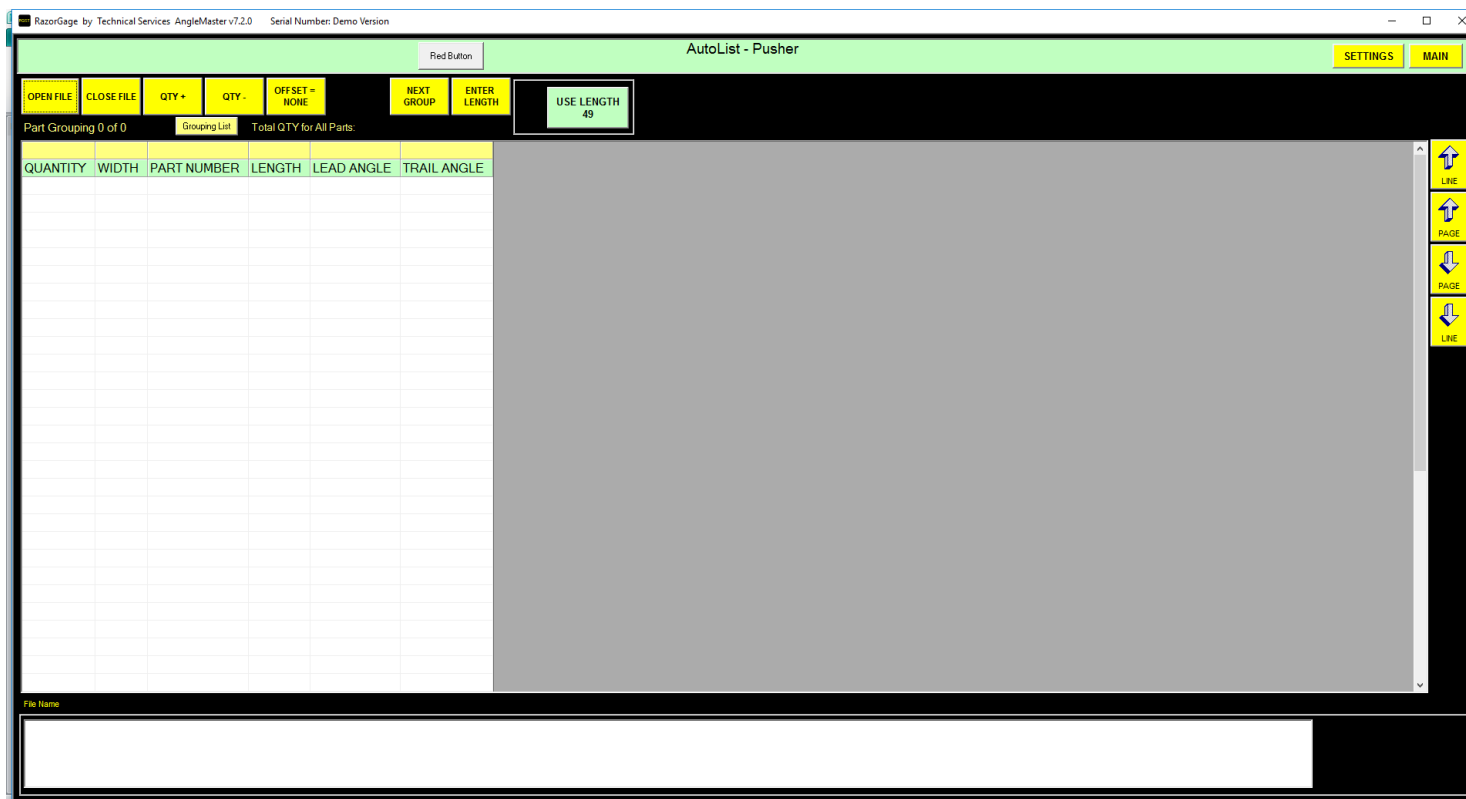 RazorGage by Technical Services AngleMaster v7.2.0 Serial Number: Demo Version
Red Button
AutoList - Pusher
SETTINGS
MAIN
OPEN FILE
CLOSE FILE
QTY +
QTY -
OFFSET =
NONE
NEXT
GROUP
ENTER
LENGTH
USE LENGTH
49
Part Grouping 0 of 0
Grouping List
Total QTY for All Parts:
QUANTITY WIDTH PART NUMBER LENGTH LEAD ANGLE TRAIL ANGLE
LINE
PAGE
PAGE
LINE
File Name